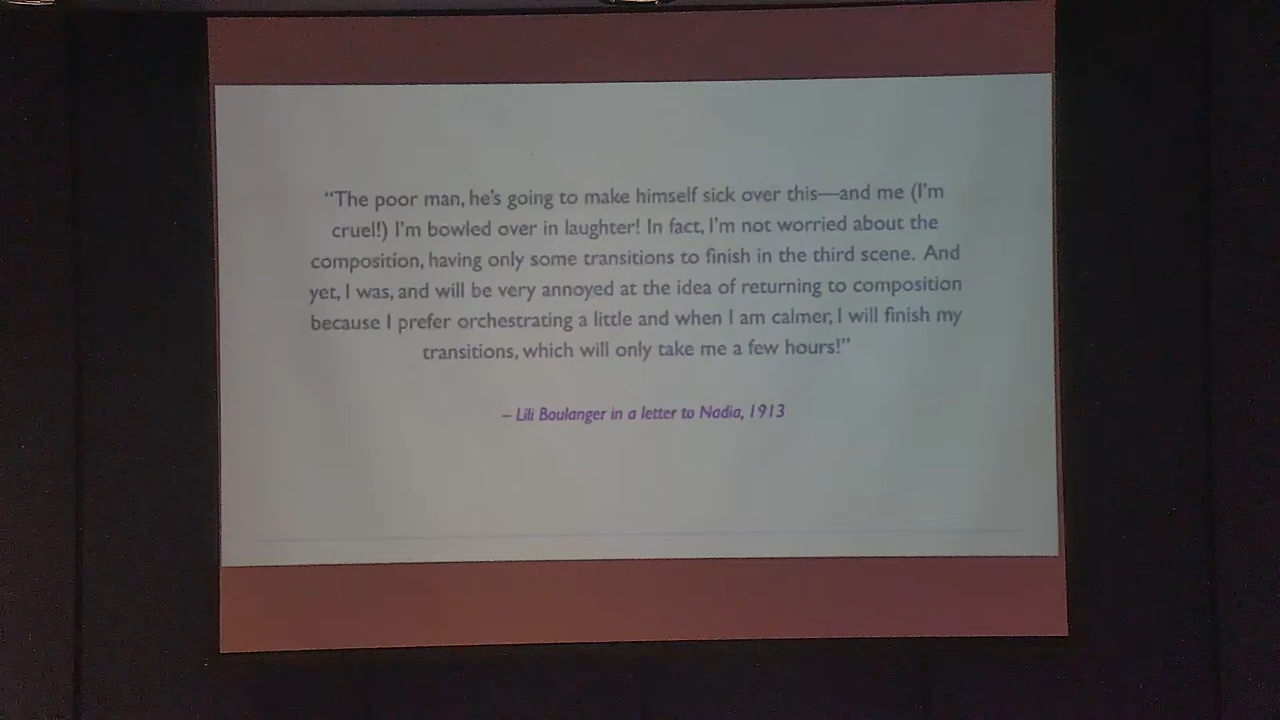 “The poor man, he’s going to make himself sick over this—and me (I’m
cruel!) I’m bowled over in laughter! In fact, I’m not worried about the
composition, having only some transitions to finish in the third scene. And
yet, I was, and will be very annoyed at the idea of returning to composition
because I prefer orchestrating a little and when I am calmer, I will finish my
transitions, which will only take me a few hours!”
– Lili Boulanger in a letter to Nadia, 1913